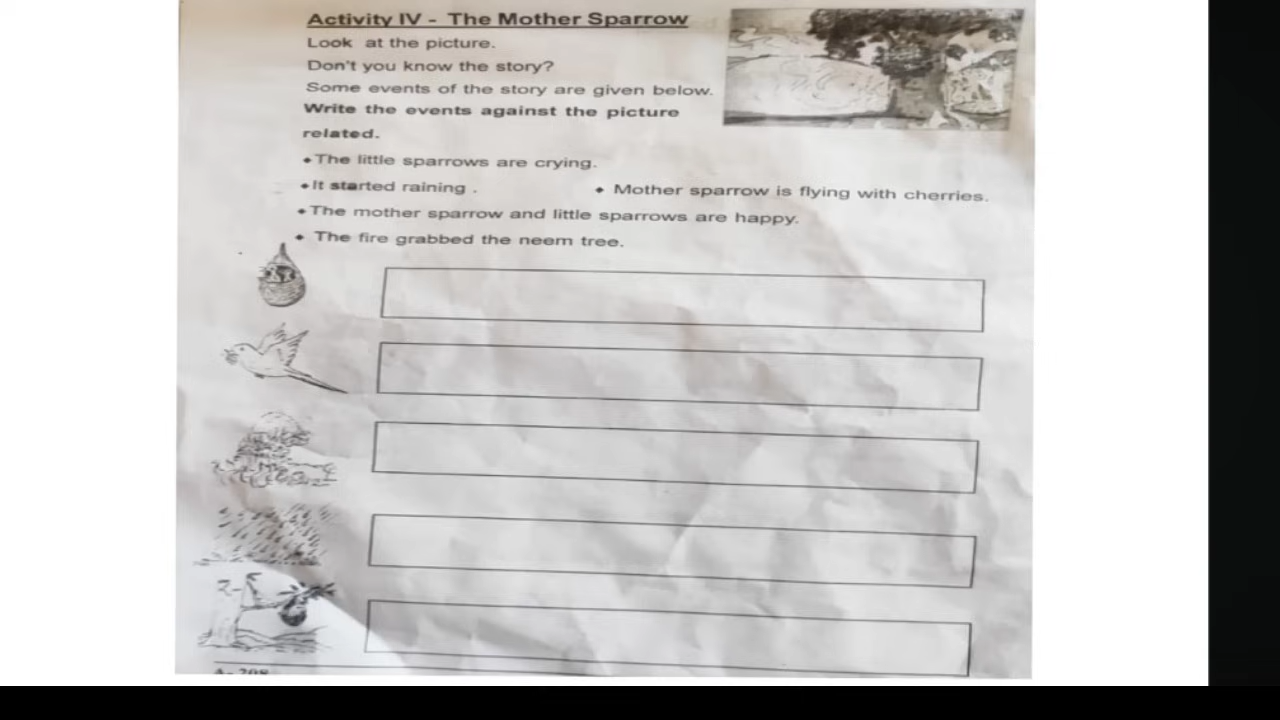 Activity IV - The Mother Sparrow
Look at the picture.
Don't you know the story?
Some events of the story are given below.
Write the events against the picture
related.
•The little sparrows are crying.
•It started raining .
• Mother sparrow is flying with cherries.
•The mother sparrow and little sparrows are happy.
• The fire grabbed the neem tree.
A- 208